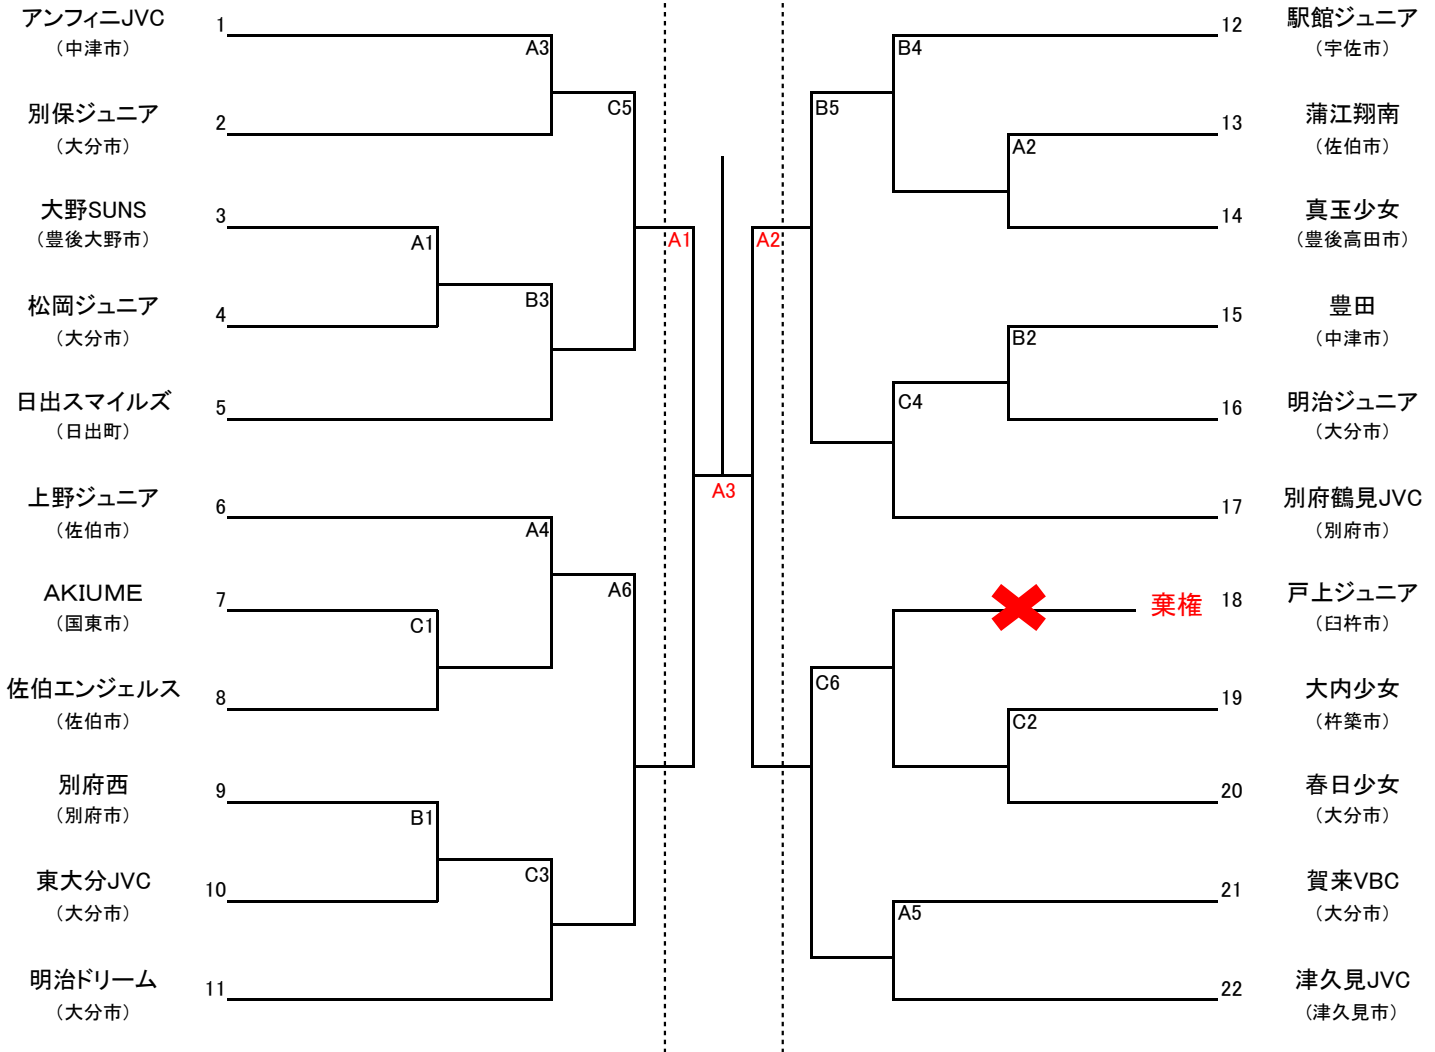 アンフィニJVC
（中津市）
1
別保ジュニア
（大分市）
2
大野SUNS
（豊後大野市）
3
松岡ジュニア
（大分市）
4
日出スマイルズ
（日出町）
5
上野ジュニア
（佐伯市）
6
AKIUME
（国東市）
7
佐伯エンジェルス
（佐伯市）
8
別府西
（別府市）
9
東大分JVC
（大分市）
10
明治ドリーム
（大分市）
11
A3
C5
A1
B3
A4
A6
C1
B1
C3
A1
A2
A3
B4
B5
A2
B2
C4
C6
C2
A5
12
駅館ジュニア
（宇佐市）
13
蒲江翔南
（佐伯市）
14
真玉少女
（豊後高田市）
15
豊田
（中津市）
16
明治ジュニア
（大分市）
17
別府鶴見JVC
（別府市）
棄権
18
戸上ジュニア
（臼杵市）
19
大内少女
（杵築市）
20
春日少女
（大分市）
21
賀来VBC
（大分市）
22
津久見JVC
（津久見市）